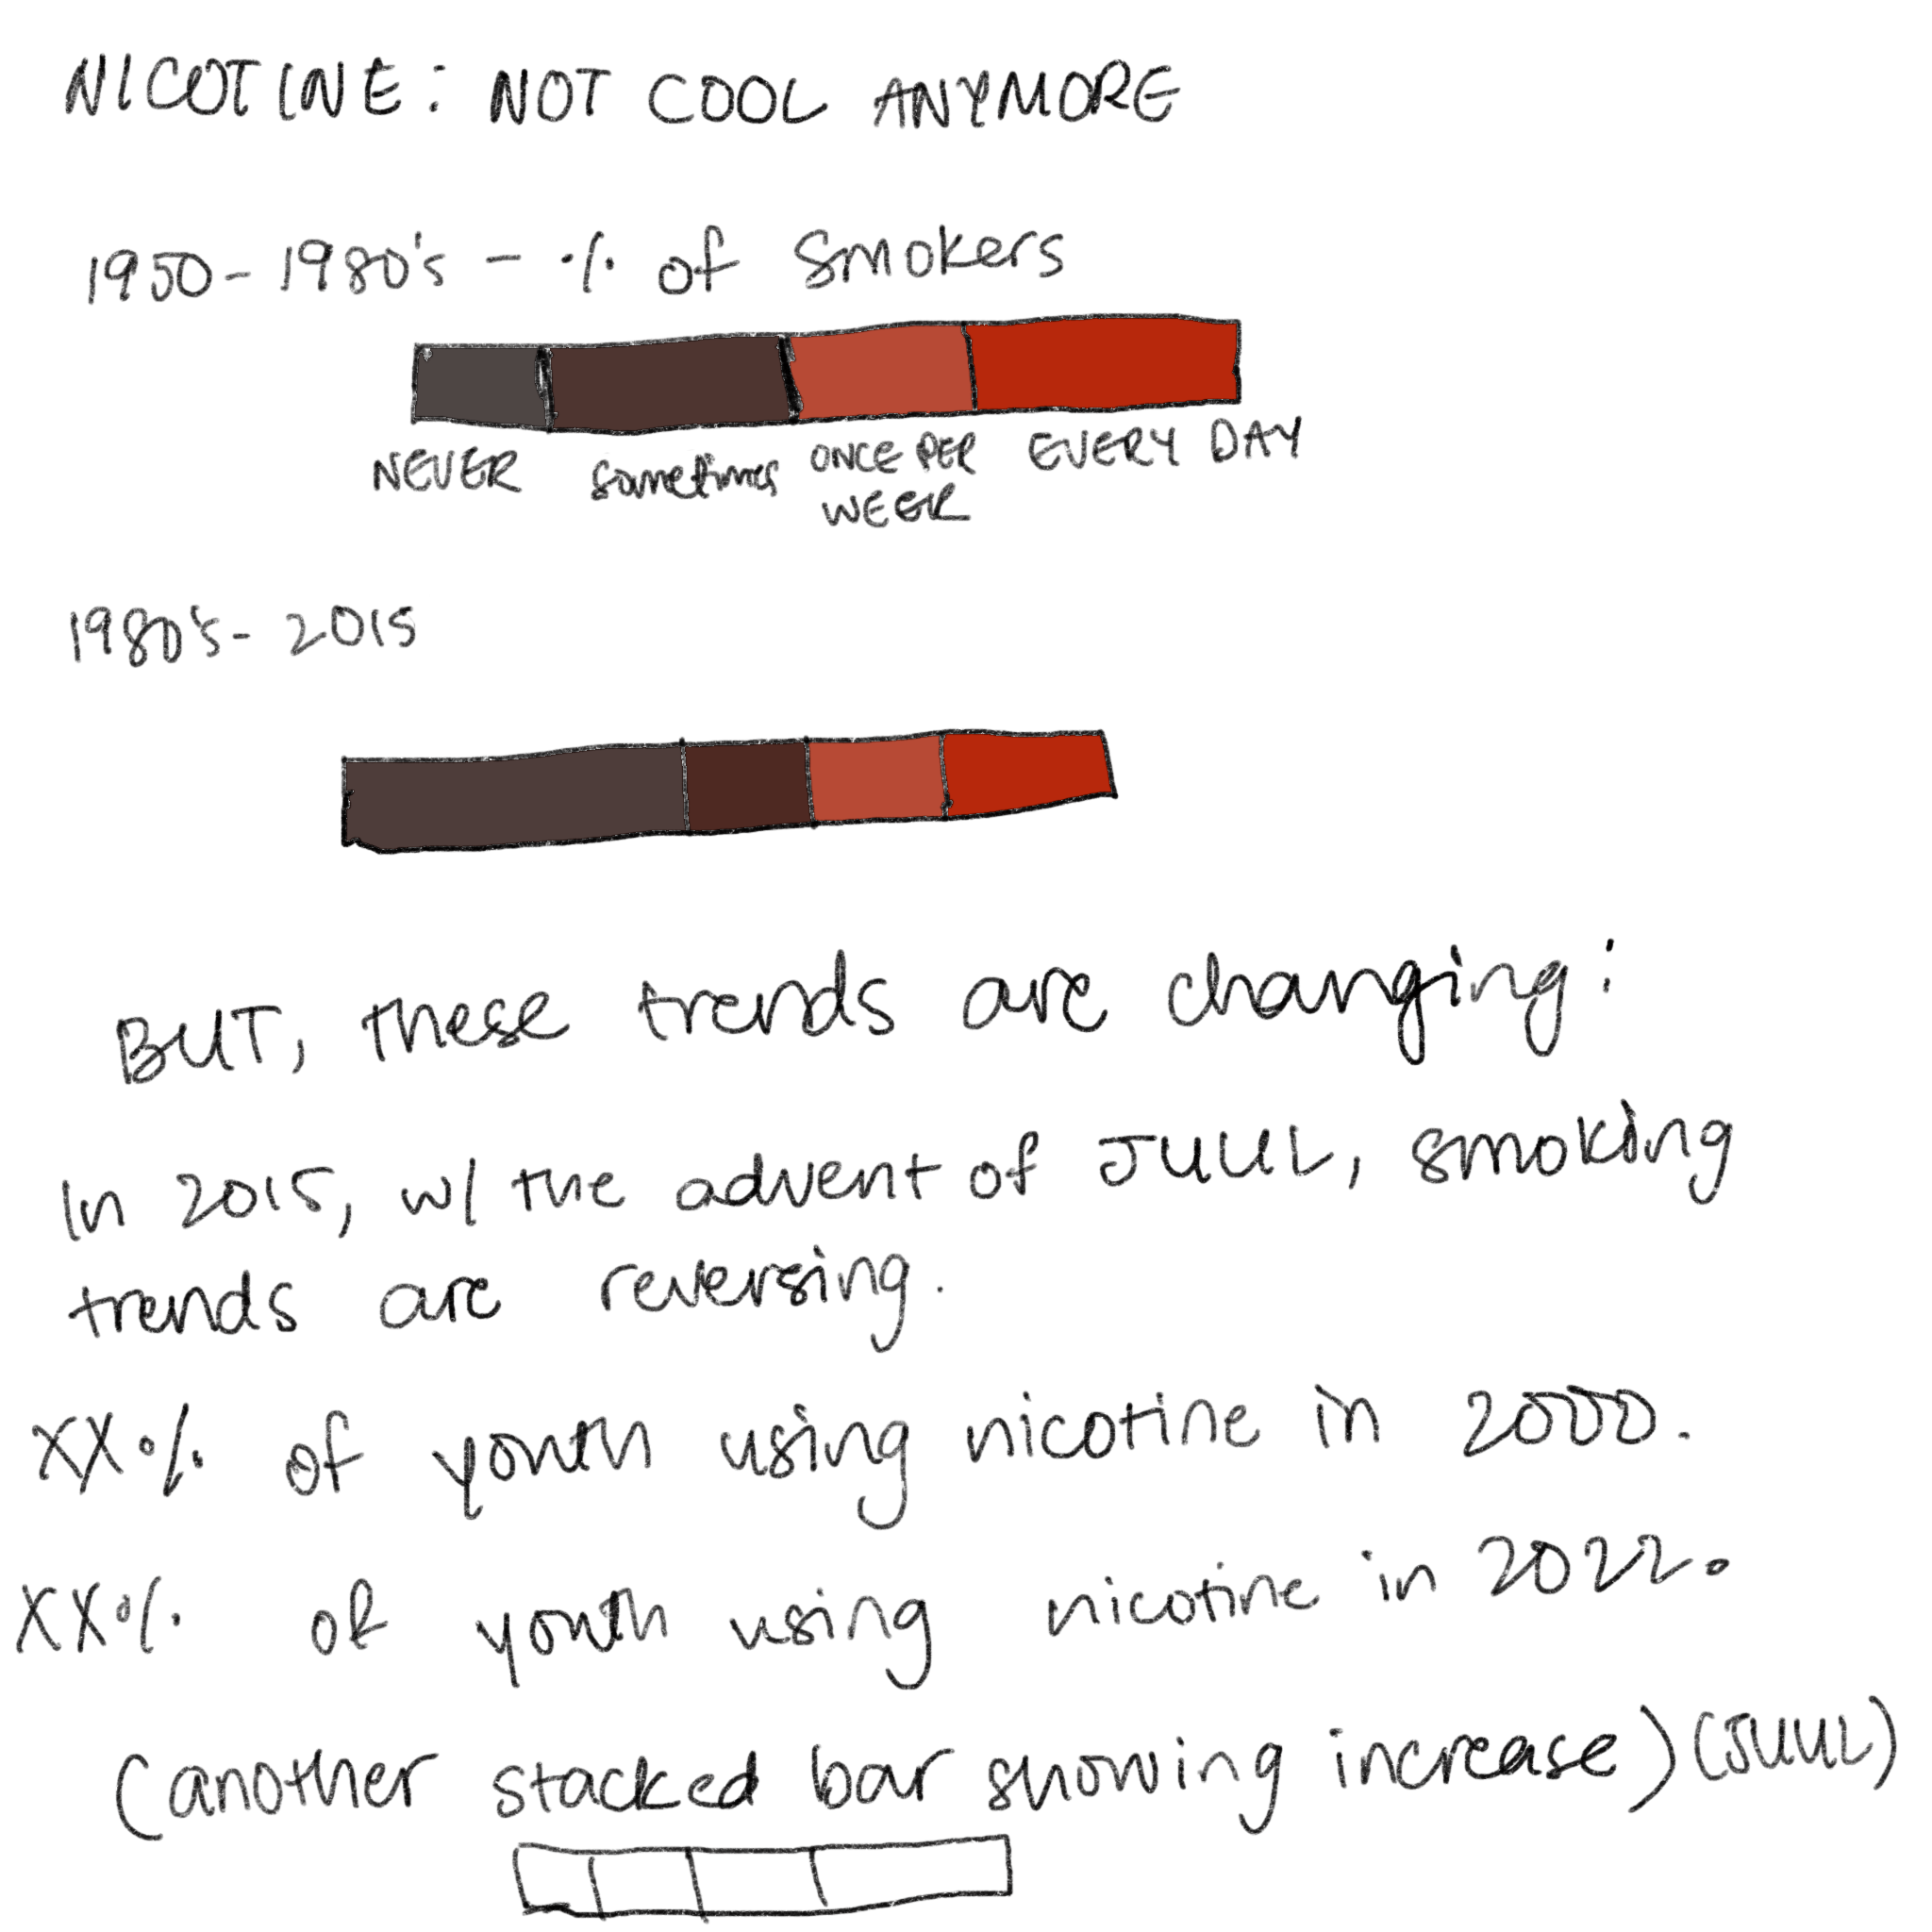 NICOTINE: NOT COOL ANYMORE
1950-1980's - % of smokers
NEVER sometimes ONCE PER WEEK EVERY DAY
1980's- 2015
BUT, these trends are changing:
In 2015, w/ the advent of JUUL, smoking
trends are reversing.
XX% of youth using nicotine in 2000.
XX% of youth using nicotine in 2022.
(another stacked bar showing increase) (JUUL)